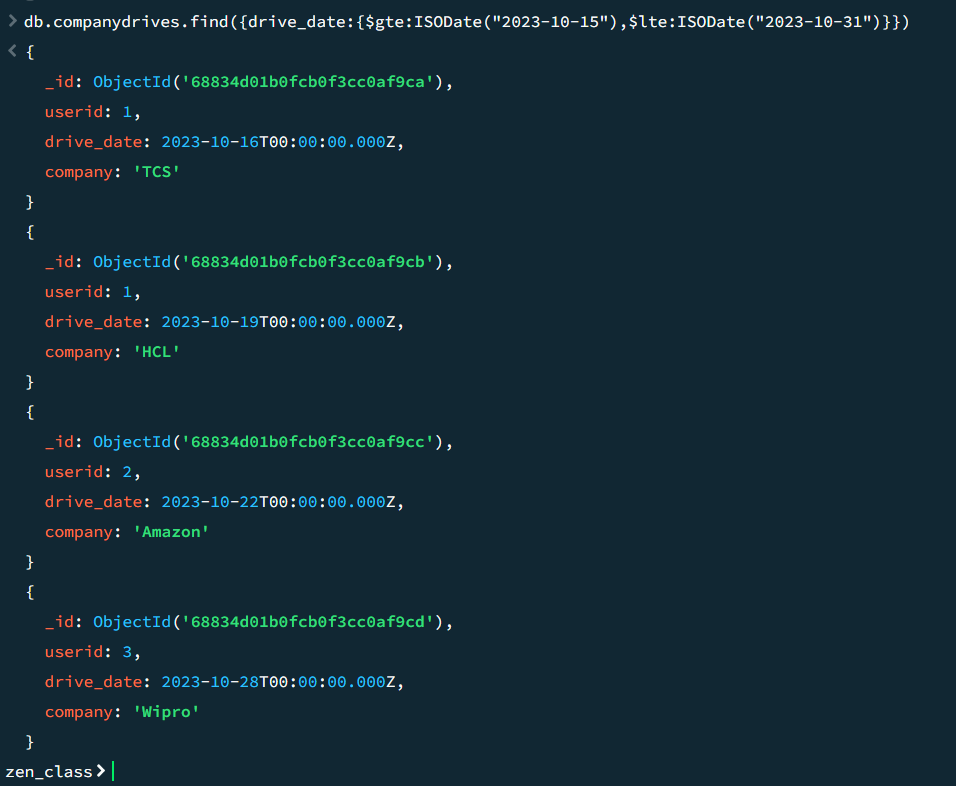 > db.companydrives.find({drive_date:{$gte:ISODate("2023-10-15"),$lte:ISODate("2023-10-31")}})
< {
_id: ObjectId('68834d01b0fcb0f3cc0af9ca'),
userid: 1,
drive_date: 2023-10-16T00:00:00.000Z,
company: 'TCS'
}
{
_id: ObjectId('68834d01b0fcb0f3cc0af9cb'),
userid: 1,
drive_date: 2023-10-19T00:00:00.000Z,
company: 'HCL'
}
{
_id: ObjectId('68834d01b0fcb0f3cc0af9cc'),
userid: 2,
drive_date: 2023-10-22T00:00:00.000Z,
company: 'Amazon'
}
{
_id: ObjectId('68834d01b0fcb0f3cc0af9cd'),
userid: 3,
drive_date: 2023-10-28T00:00:00.000Z,
company: 'Wipro'
}
zen_class>